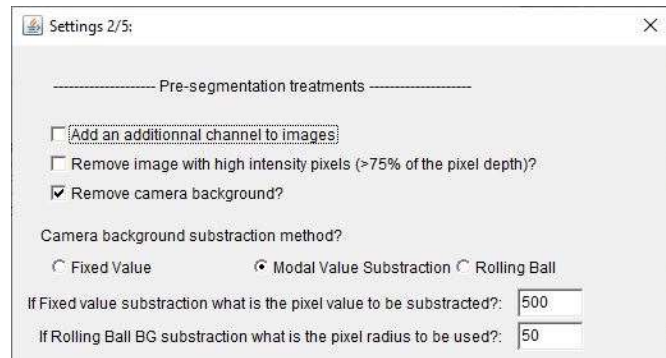 Settings 2/5:
-------------------- Pre-segmentation treatments --------------------
Add an additionnal channel to images
Remove image with high intensity pixels (>75% of the pixel depth)?
Remove camera background?
Camera background substraction method?
Fixed Value Modal Value Substraction Rolling Ball
If Fixed value substraction what is the pixel value to be substracted?: 500
If Rolling Ball BG substraction what is the pixel radius to be used?: 50